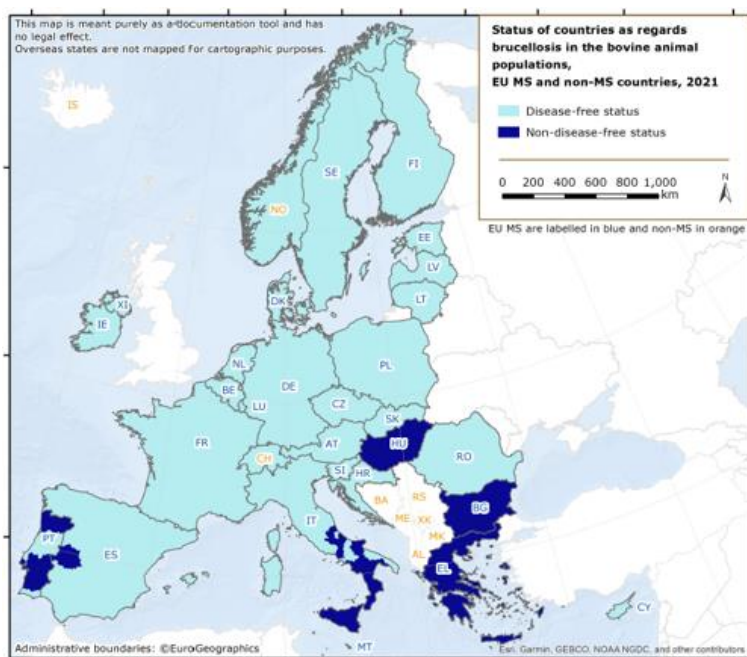 This map is meant purely as a documentation tool and has
no legal effect.
Overseas states are not mapped for cartographic purposes.
Status of countries as regards
brucellosis in the bovine animal
populations,
EU MS and non-MS countries, 2021
Disease-free status
Non-disease-free status
N
0 200 400 600 800 1,000
km
EU MS are labelled in blue and non-MS in orange
IS
FI
SE
NO
EE
LV
DK
LT
XI
IE
NL
PL
BE
DE
LU
CZ
SK
FR
AT
HU
CH
RO
SI
HR
BA
RS
BG
ME
XK
IT
MK
PT
ES
AL
EL
CY
MT
Administrative boundaries: ©EuroGeographics
Esri, Garmin, GEBCO, NOAA NGDC, and other contributors